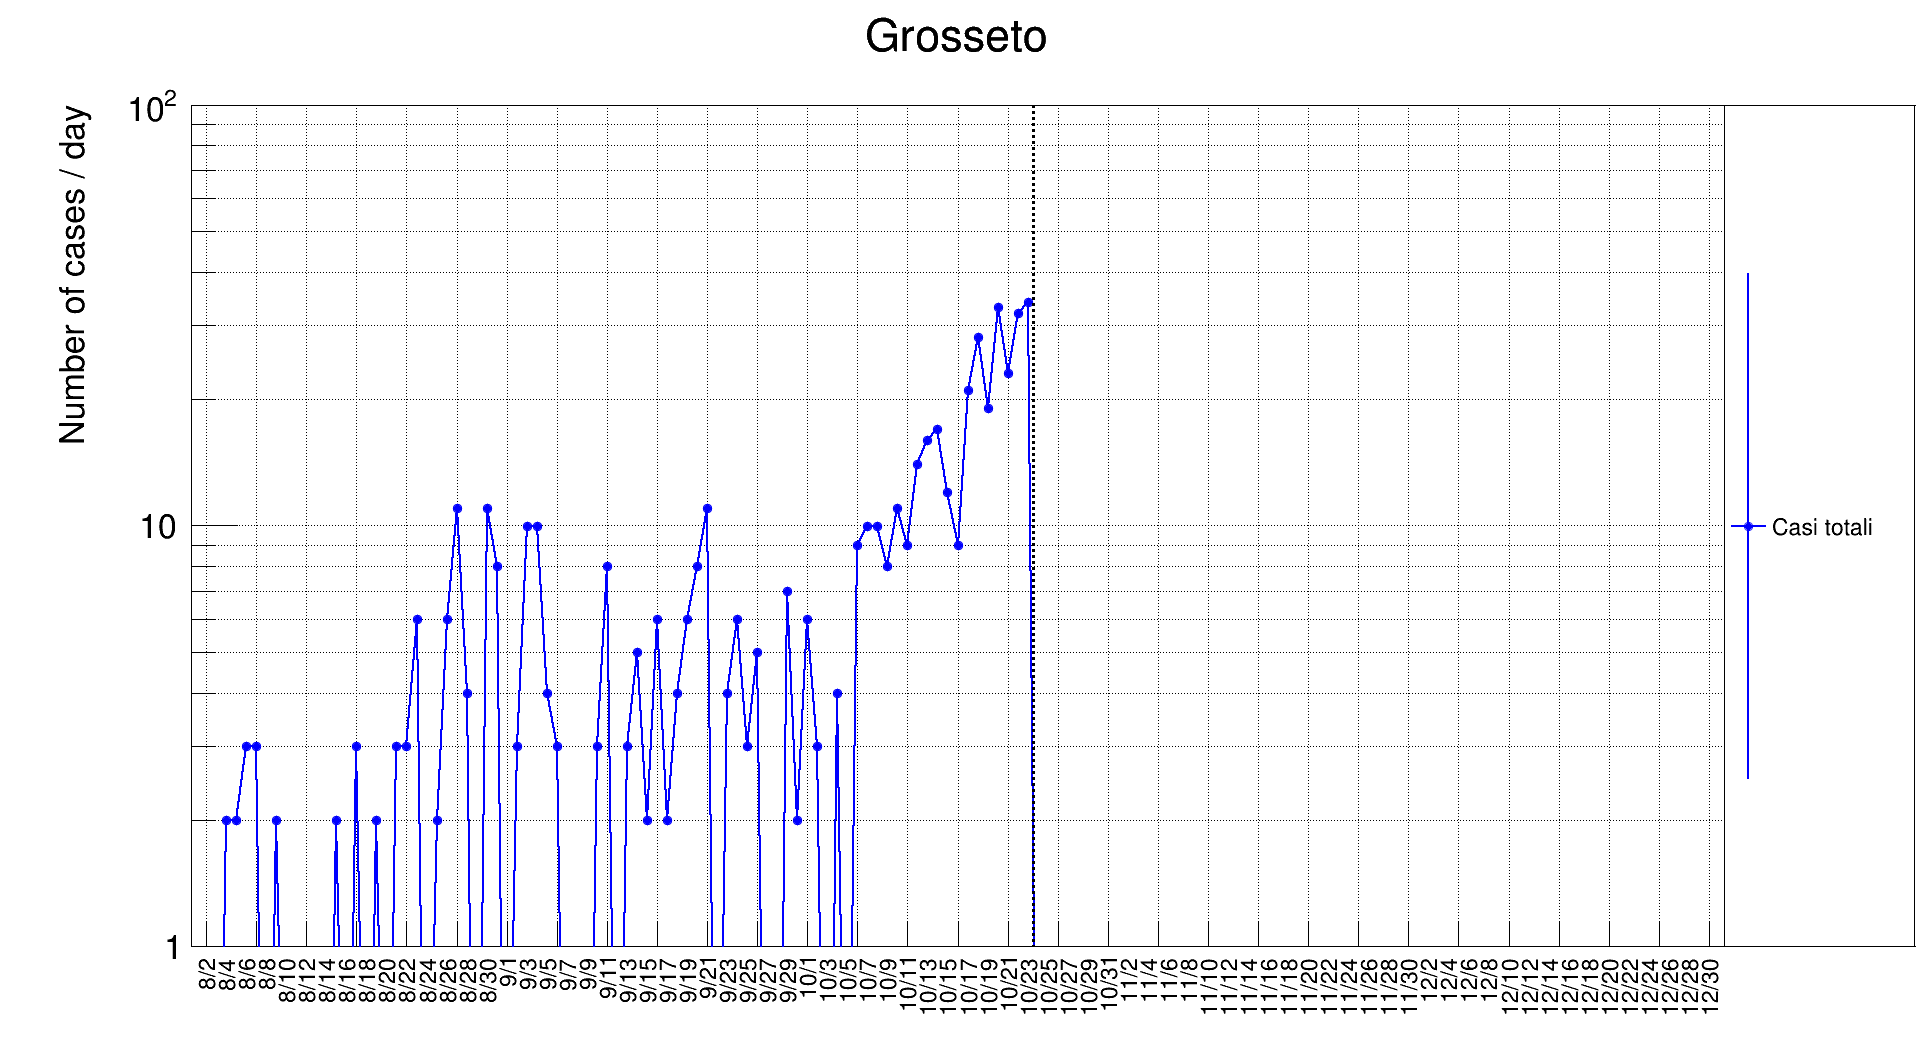 Grosseto
Number of cases / day
10²
10
1
8/2 8/4 8/6 8/8 8/10 8/12 8/14 8/16 8/18 8/20 8/22 8/24 8/26 8/28 8/30 9/1 9/3 9/5 9/7 9/9 9/11 9/13 9/15 9/17 9/19 9/21 9/23 9/25 9/27 9/29 10/1 10/3 10/5 10/7 10/9 10/11 10/13 10/15 10/17 10/19 10/21 10/23 10/25 10/27 10/29 10/31 11/2 11/4 11/6 11/8 11/10 11/12 11/14 11/16 11/18 11/20 11/22 11/24 11/26 11/28 11/30 12/2 12/4 12/6 12/8 12/10 12/12 12/14 12/16 12/18 12/20 12/22 12/24 12/26 12/28 12/30
Casi totali